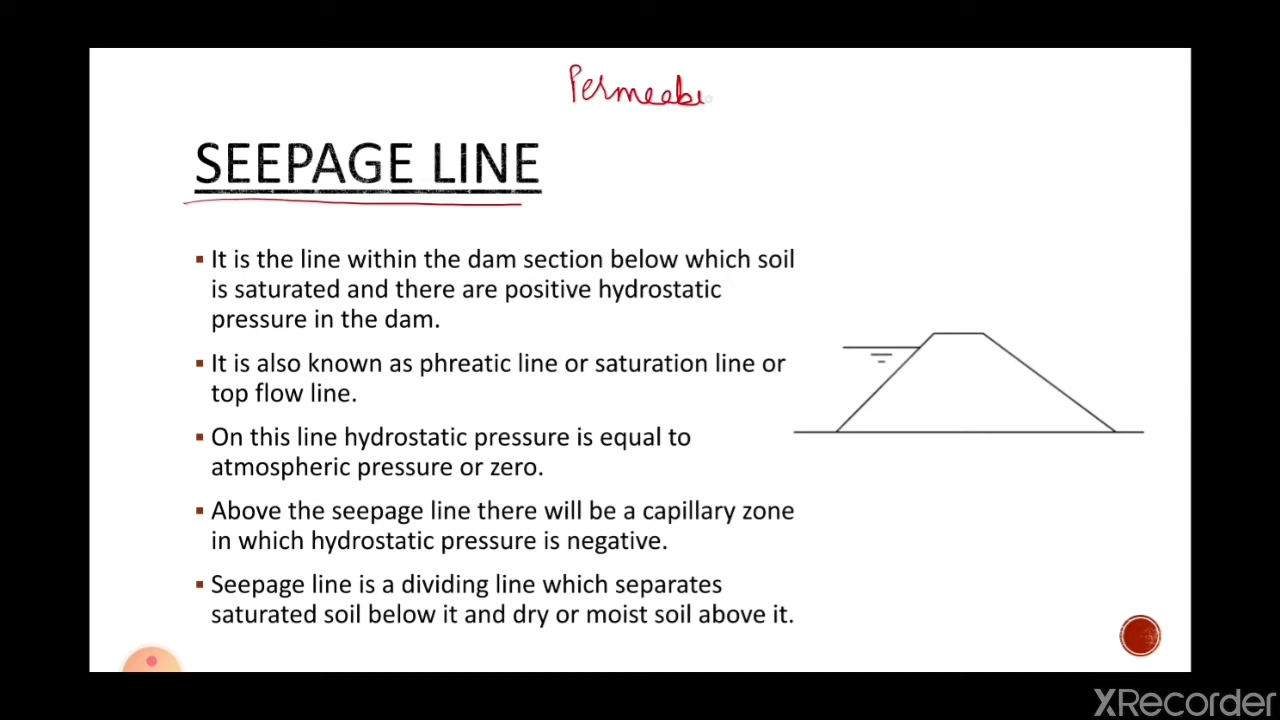 Permeabi
SEEPAGE LINE
▪ It is the line within the dam section below which soil
is saturated and there are positive hydrostatic
pressure in the dam.
▪ It is also known as phreatic line or saturation line or
top flow line.
▪ On this line hydrostatic pressure is equal to
atmospheric pressure or zero.
▪ Above the seepage line there will be a capillary zone
in which hydrostatic pressure is negative.
▪ Seepage line is a dividing line which separates
saturated soil below it and dry or moist soil above it.
XRecorder